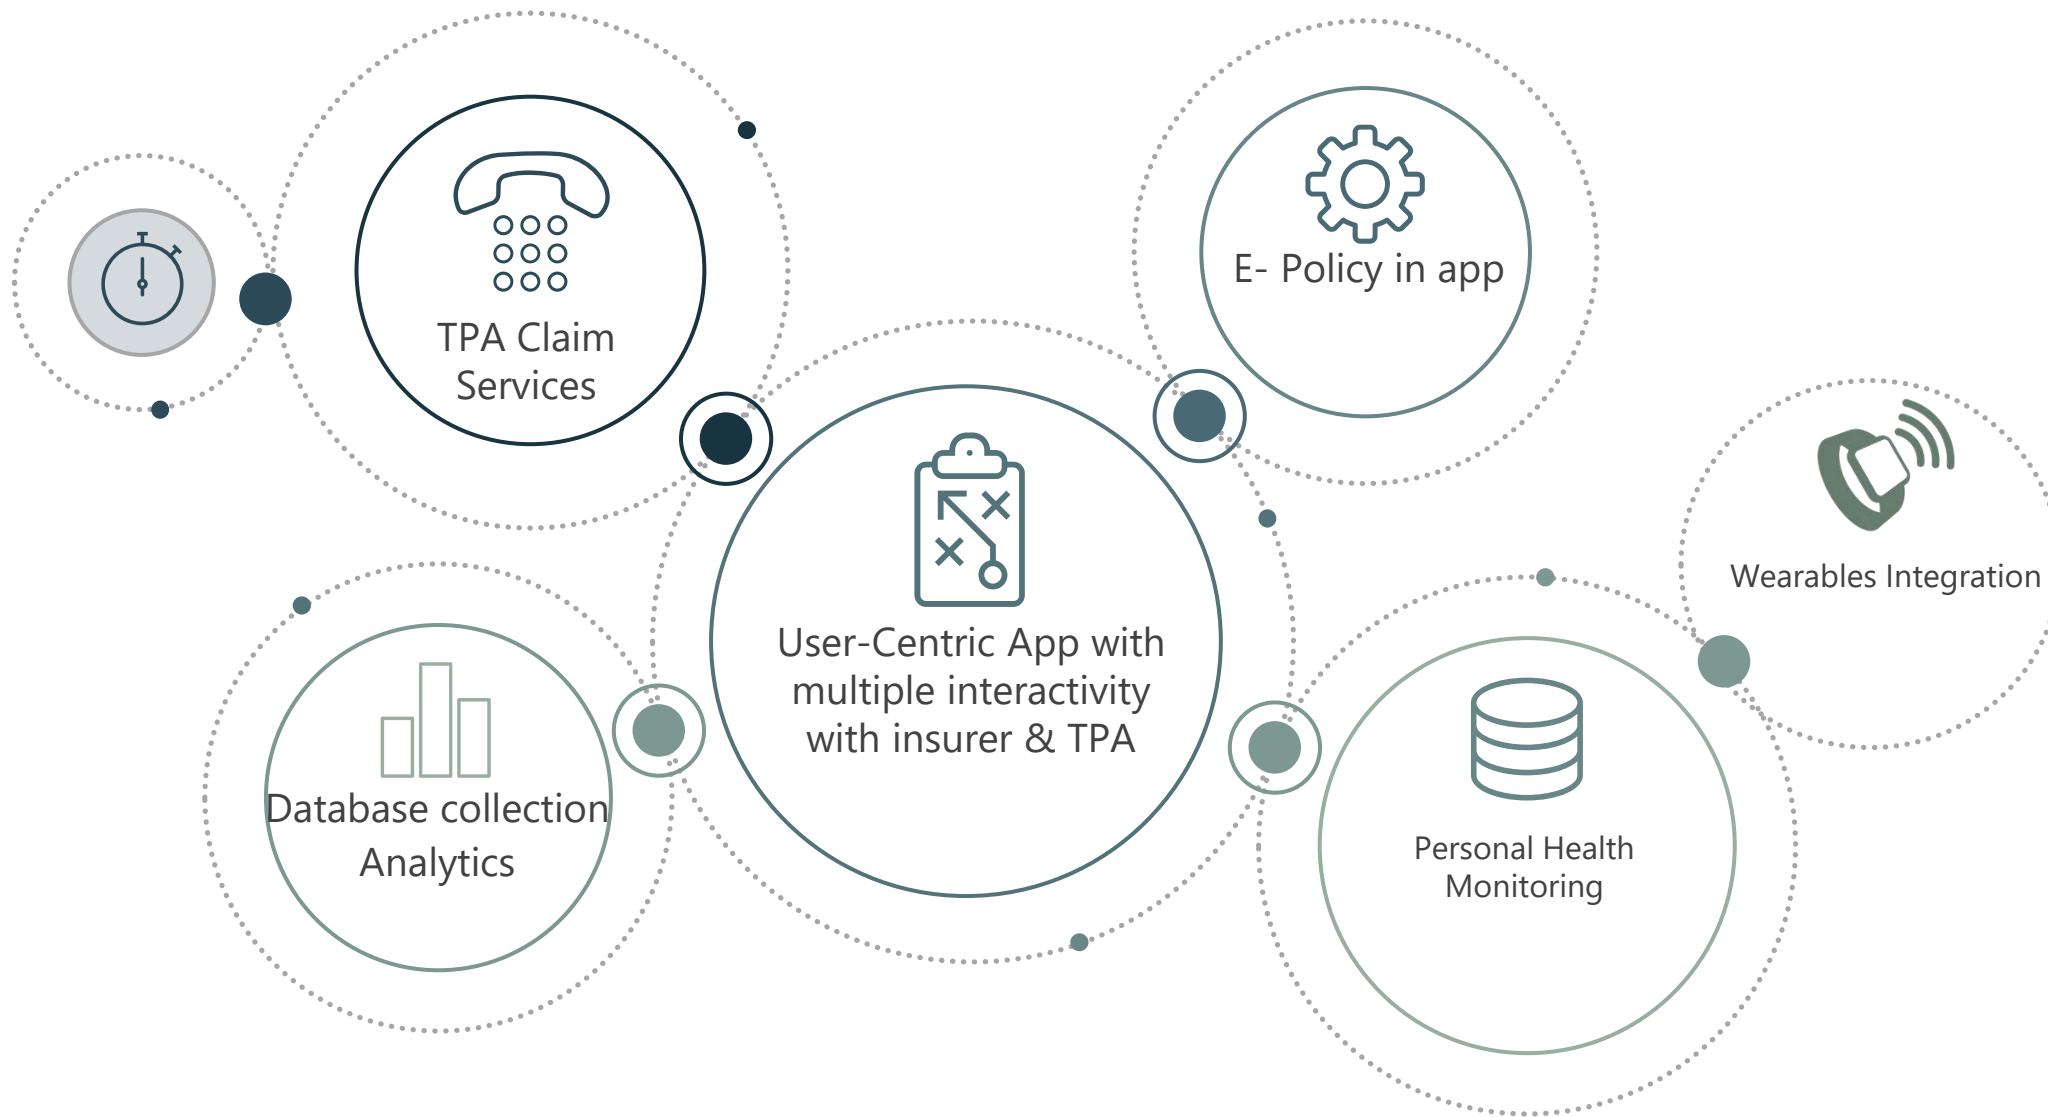 TPA Claim
Services
E- Policy in app
Wearables Integration
User-Centric App with
multiple interactivity
with insurer & TPA
Database collection
Analytics
Personal Health
Monitoring